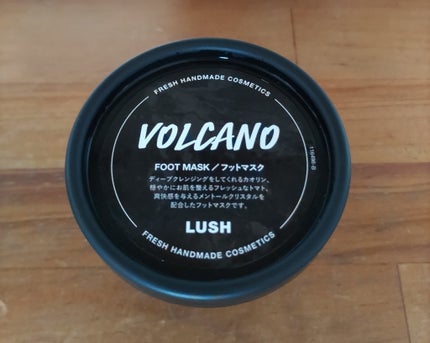 FRESH HANDMADE COSMETICS
VOLCANO
FOOT MASK／フットマスク
ディープクレンジングをしてくれるカオリン、
穏やかにお肌を整えるフレッシュなトマト、
爽快感を与えるメントールクリスタルを
配合したフットマスクです。
LUSH
FRESH HANDMADE COSMETICS